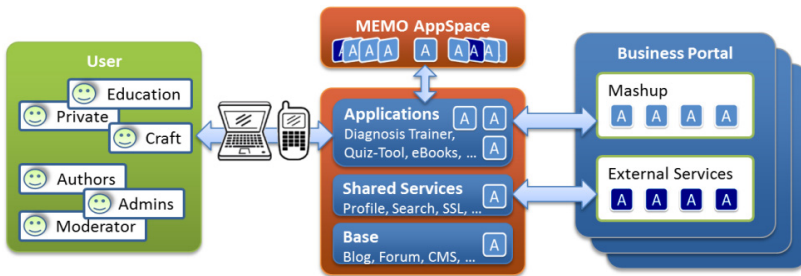 User
Education
Private
Craft
Authors
Admins
Moderator
MEMO AppSpace
A A A A A A A A A
Applications A A
Diagnosis Trainer,
Quiz-Tool, eBooks, … A
Shared Services A
Profile, Search, SSL, …
Base A
Blog, Forum, CMS, …
Business Portal
Mashup
A A A A
External Services
A A A A